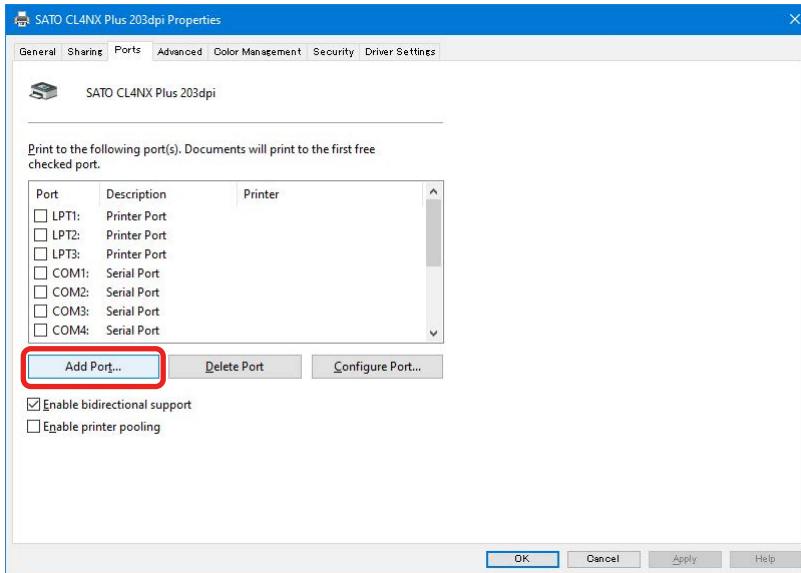 SATO CL4NX Plus 203dpi Properties
General Sharing Ports Advanced Color Management Security Driver Settings
SATO CL4NX Plus 203dpi
Print to the following port(s). Documents will print to the first free
checked port.
Port Description Printer
LPT1: Printer Port
LPT2: Printer Port
LPT3: Printer Port
COM1: Serial Port
COM2: Serial Port
COM3: Serial Port
COM4: Serial Port
Add Port... Delete Port Configure Port...
Enable bidirectional support
Enable printer pooling
OK Cancel Apply Help